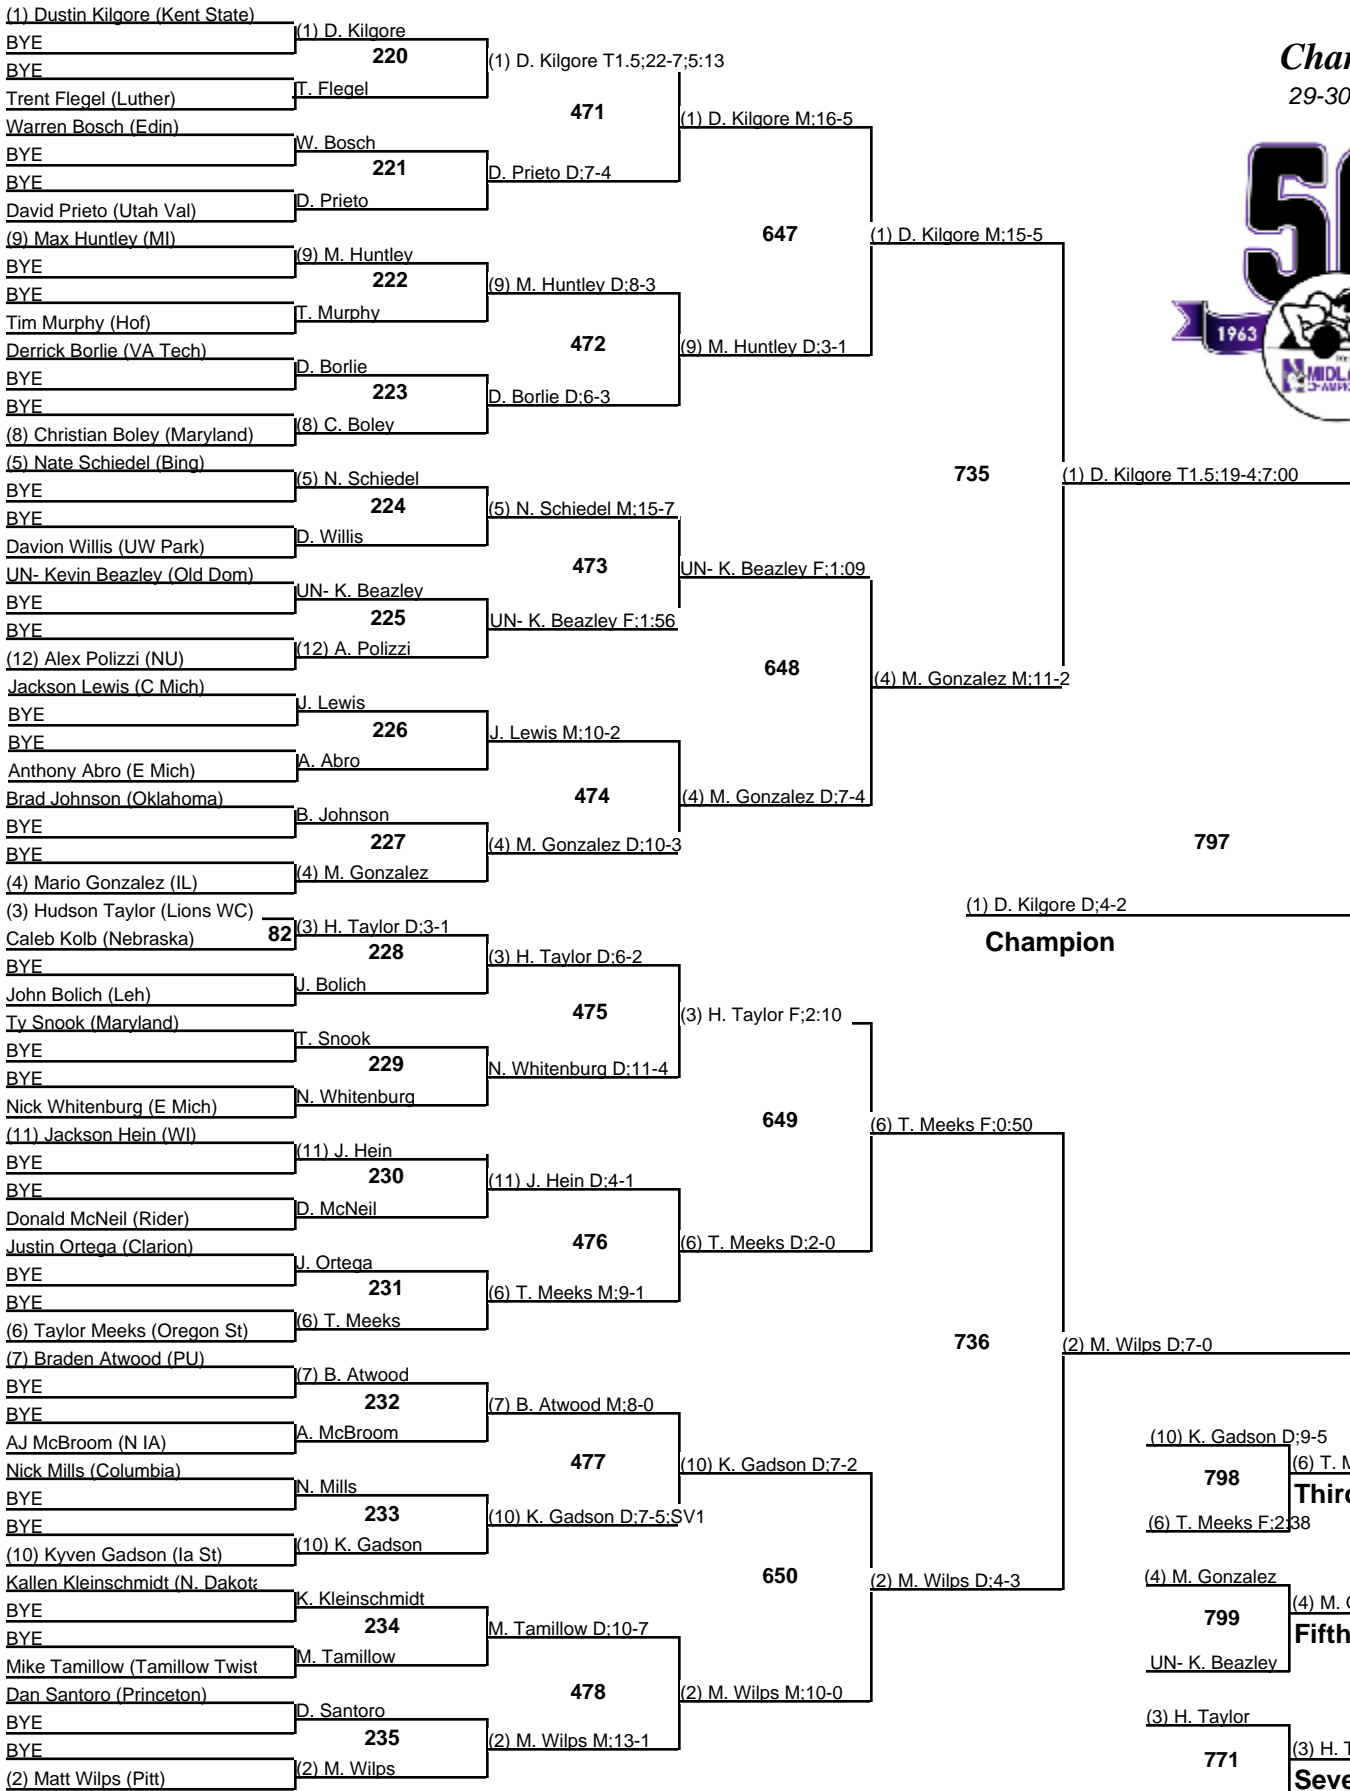 (1) Dustin Kilgore (Kent State)
BYE
BYE
Trent Flegel (Luther)
Warren Bosch (Edin)
BYE
BYE
David Prieto (Utah Val)
(9) Max Huntley (MI)
BYE
BYE
Tim Murphy (Hof)
Derrick Borlie (VA Tech)
BYE
BYE
(8) Christian Boley (Maryland)
(5) Nate Schiedel (Bing)
BYE
BYE
Davion Willis (UW Park)
UN- Kevin Beazley (Old Dom)
BYE
BYE
(12) Alex Polizzi (NU)
Jackson Lewis (C Mich)
BYE
BYE
Anthony Abro (E Mich)
Brad Johnson (Oklahoma)
BYE
BYE
(4) Mario Gonzalez (IL)
(3) Hudson Taylor (Lions WC)
Caleb Kolb (Nebraska)
BYE
John Bolich (Leh)
Ty Snook (Maryland)
BYE
BYE
Nick Whitenburg (E Mich)
(11) Jackson Hein (WI)
BYE
BYE
Donald McNeil (Rider)
Justin Ortega (Clarion)
BYE
BYE
(6) Taylor Meeks (Oregon St)
(7) Braden Atwood (PU)
BYE
BYE
AJ McBroom (N IA)
Nick Mills (Columbia)
BYE
BYE
(10) Kyven Gadson (Ia St)
Kallen Kleinschmidt (N. Dakota
BYE
BYE
Mike Tamillow (Tamillow Twist
Dan Santoro (Princeton)
BYE
BYE
(2) Matt Wilps (Pitt)
82
(1) D. Kilgore
220
T. Flegel
W. Bosch
221
D. Prieto
(9) M. Huntley
222
T. Murphy
D. Borlie
223
(8) C. Boley
(5) N. Schiedel
224
D. Willis
UN- K. Beazley
225
(12) A. Polizzi
J. Lewis
226
A. Abro
B. Johnson
227
(4) M. Gonzalez
(3) H. Taylor D;3-1
228
J. Bolich
T. Snook
229
N. Whitenburg
(11) J. Hein
230
D. McNeil
J. Ortega
231
(6) T. Meeks
(7) B. Atwood
232
A. McBroom
N. Mills
233
(10) K. Gadson
K. Kleinschmidt
234
M. Tamillow
D. Santoro
235
(2) M. Wilps
(1) D. Kilgore T1.5;22-7;5:13
471
D. Prieto D;7-4
(9) M. Huntley D;8-3
472
D. Borlie D;6-3
(5) N. Schiedel M;15-7
473
UN- K. Beazley F;1:56
J. Lewis M;10-2
474
(4) M. Gonzalez D;10-3
(3) H. Taylor D;6-2
475
N. Whitenburg D;11-4
(11) J. Hein D;4-1
476
(6) T. Meeks M;9-1
(7) B. Atwood M;8-0
477
(10) K. Gadson D;7-5;SV1
M. Tamillow D;10-7
478
(2) M. Wilps M;13-1
(1) D. Kilgore M;16-5
647
(9) M. Huntley D;3-1
UN- K. Beazley F;1:09
648
(4) M. Gonzalez D;7-4
(3) H. Taylor F;2:10
649
(6) T. Meeks D;2-0
(10) K. Gadson D;7-2
650
(2) M. Wilps M;10-0
(1) D. Kilgore M;15-5
735
(4) M. Gonzalez M;11-2
(6) T. Meeks F;0:50
736
(2) M. Wilps D;4-3
(1) D. Kilgore T1.5;19-4;7:00
797
(2) M. Wilps D;7-0
(1) D. Kilgore D;4-2
Champion
29-30
1963
(10) K. Gadson D;9-5
798
(6) T. Meeks F;2:38
(6) T.
(4) M. Gonzalez
799
UN- K. Beazley
(4) M.
Fifth
(3) H. Taylor
771
(3) H.